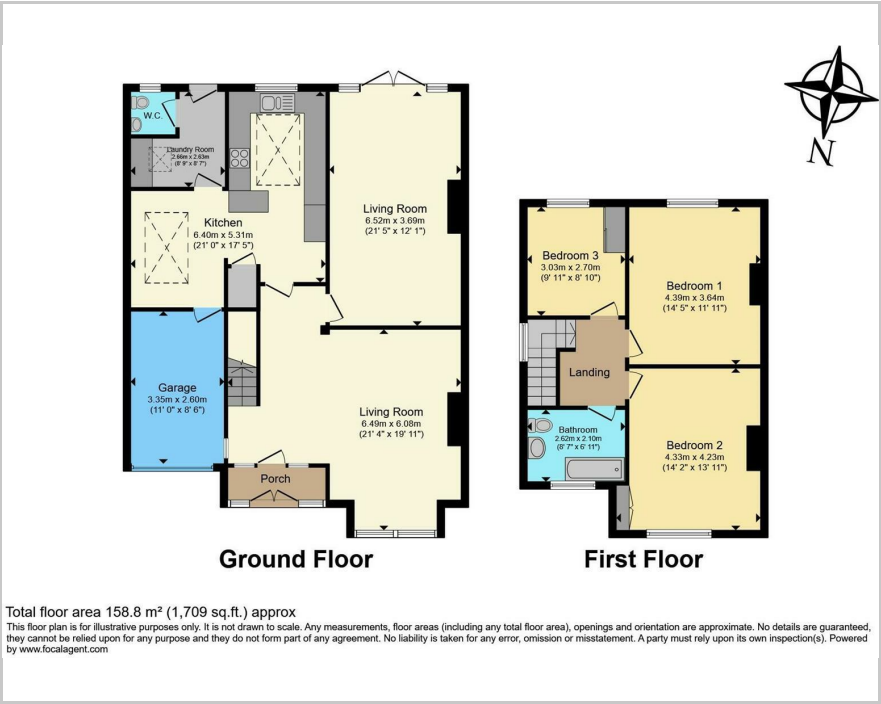 N
W.C.
Laundry Room
2.66m x 2.63m
(8' 9" x 8' 7")
Kitchen
6.40m x 5.31m
(21' 0" x 17' 5")
Living Room
6.52m x 3.69m
(21' 5" x 12' 1")
Garage
3.35m x 2.60m
(11' 0" x 8' 6")
Living Room
6.49m x 6.08m
(21' 4" x 19' 11")
Porch
Ground Floor
Bedroom 3
3.03m x 2.70m
(9' 11" x 8' 10")
Bedroom 1
4.39m x 3.64m
(14' 5" x 11' 11")
Landing
Bathroom
2.62m x 2.10m
(8' 7" x 6' 11")
Bedroom 2
4.33m x 4.23m
(14' 2" x 13' 11")
First Floor
Total floor area 158.8 m² (1,709 sq.ft.) approx
This floor plan is for illustrative purposes only. It is not drawn to scale. Any measurements, floor areas (including any total floor area), openings and orientation are approximate. No details are guaranteed,
they cannot be relied upon for any purpose and they do not form part of any agreement. No liability is taken for any error, omission or misstatement. A party must rely upon its own inspection(s). Powered
by www.focalagent.com